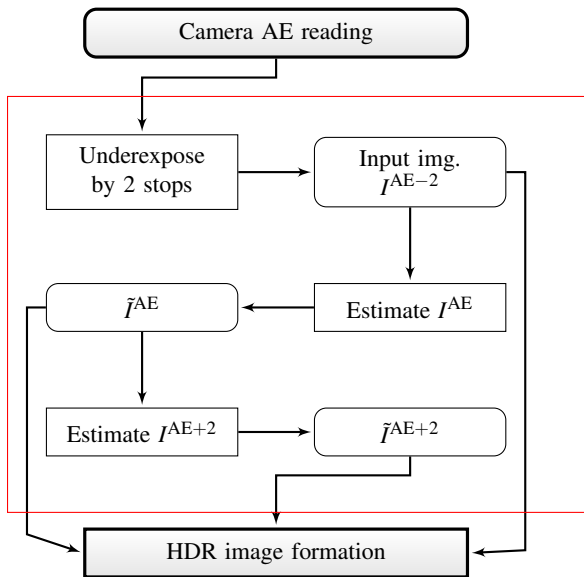 Camera AE reading
Underexpose
by 2 stops
Input img.
I^{AE−2}
Estimate I^{AE}
Ĩ^{AE}
Estimate I^{AE+2}
Ĩ^{AE+2}
HDR image formation